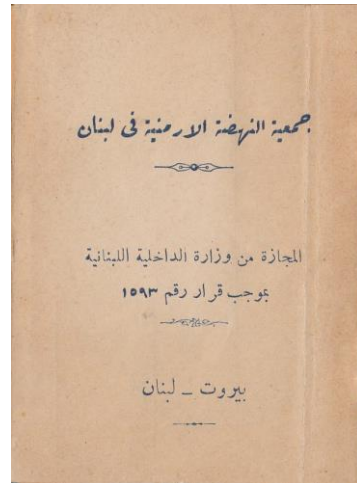 جمعية النهضة الارمنية في لبنان
المجازة من وزارة الداخلية اللبنانية
بموجب قرار رقم ١٥٩٣
بيروت - لبنان